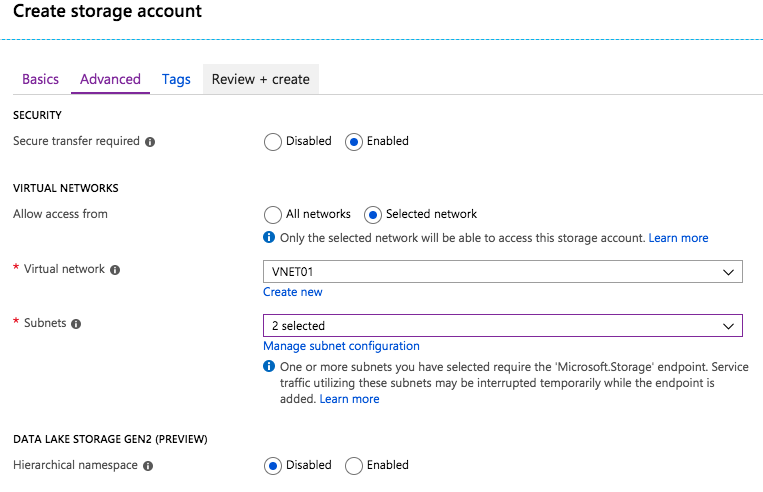 Create storage account
Basics Advanced Tags Review + create
SECURITY
Secure transfer required Disabled Enabled
VIRTUAL NETWORKS
Allow access from All networks Selected network
Only the selected network will be able to access this storage account. Learn more
* Virtual network VNET01
Create new
* Subnets 2 selected
Manage subnet configuration
One or more subnets you have selected require the 'Microsoft.Storage' endpoint. Service
traffic utilizing these subnets may be interrupted temporarily while the endpoint is
added. Learn more
DATA LAKE STORAGE GEN2 (PREVIEW)
Hierarchical namespace Disabled Enabled